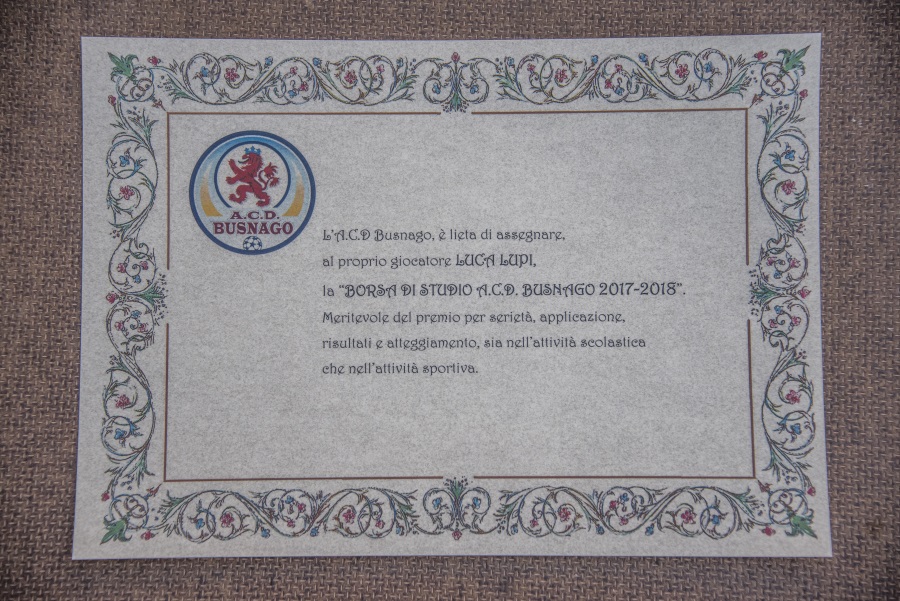 A.C.D.
BUSNAGO
L'A.C.D Busnago, è lieta di assegnare,
al proprio giocatore LUCA LUPI,
la “BORSA DI STUDIO A.C.D. BUSNAGO 2017-2018”.
Meritevole del premio per serietà, applicazione,
risultati e atteggiamento, sia nell'attività scolastica
che nell'attività sportiva.